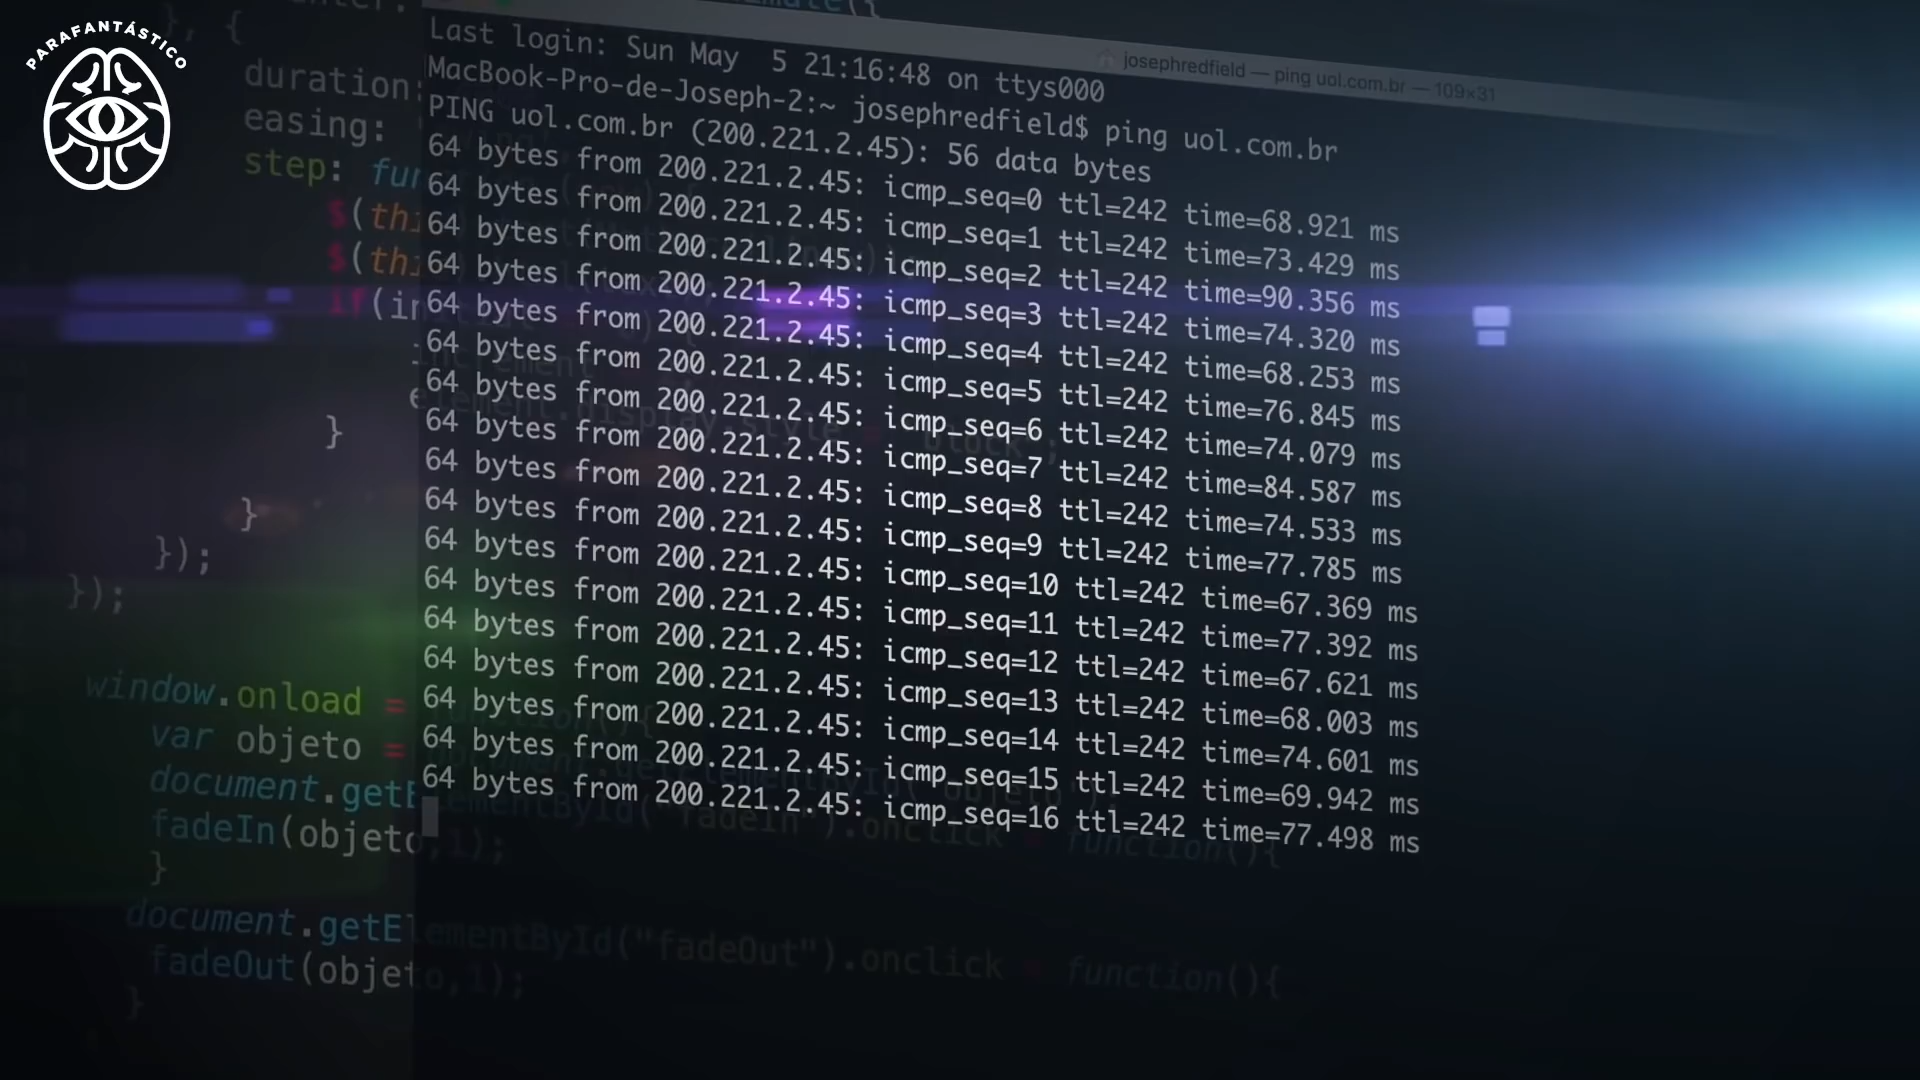 PARAFANTÁSTICO
josephredfield — ping uol.com.br — 109×31
Last login: Sun May  5 21:16:48 on ttys000
MacBook-Pro-de-Joseph-2:~ josephredfield$ ping uol.com.br
PING uol.com.br (200.221.2.45): 56 data bytes
64 bytes from 200.221.2.45: icmp_seq=0 ttl=242 time=68.921 ms
64 bytes from 200.221.2.45: icmp_seq=1 ttl=242 time=73.429 ms
64 bytes from 200.221.2.45: icmp_seq=2 ttl=242 time=90.356 ms
64 bytes from 200.221.2.45: icmp_seq=3 ttl=242 time=74.320 ms
64 bytes from 200.221.2.45: icmp_seq=4 ttl=242 time=68.253 ms
64 bytes from 200.221.2.45: icmp_seq=5 ttl=242 time=76.845 ms
64 bytes from 200.221.2.45: icmp_seq=6 ttl=242 time=74.079 ms
64 bytes from 200.221.2.45: icmp_seq=7 ttl=242 time=84.587 ms
64 bytes from 200.221.2.45: icmp_seq=8 ttl=242 time=74.533 ms
64 bytes from 200.221.2.45: icmp_seq=9 ttl=242 time=77.785 ms
64 bytes from 200.221.2.45: icmp_seq=10 ttl=242 time=67.369 ms
64 bytes from 200.221.2.45: icmp_seq=11 ttl=242 time=77.392 ms
64 bytes from 200.221.2.45: icmp_seq=12 ttl=242 time=67.621 ms
64 bytes from 200.221.2.45: icmp_seq=13 ttl=242 time=68.003 ms
64 bytes from 200.221.2.45: icmp_seq=14 ttl=242 time=74.601 ms
64 bytes from 200.221.2.45: icmp_seq=15 ttl=242 time=69.942 ms
64 bytes from 200.221.2.45: icmp_seq=16 ttl=242 time=77.498 ms
}, {
duration:
easing:
step: fun
$(thi
$(thi
if(in
}
}
});
});
window.onload =
var objeto =
document.getElementById("fadeIn").onclick = function(){
fadeIn(objeto,1);
}
document.getElementById("fadeOut").onclick = function(){
fadeOut(objeto,1);
}